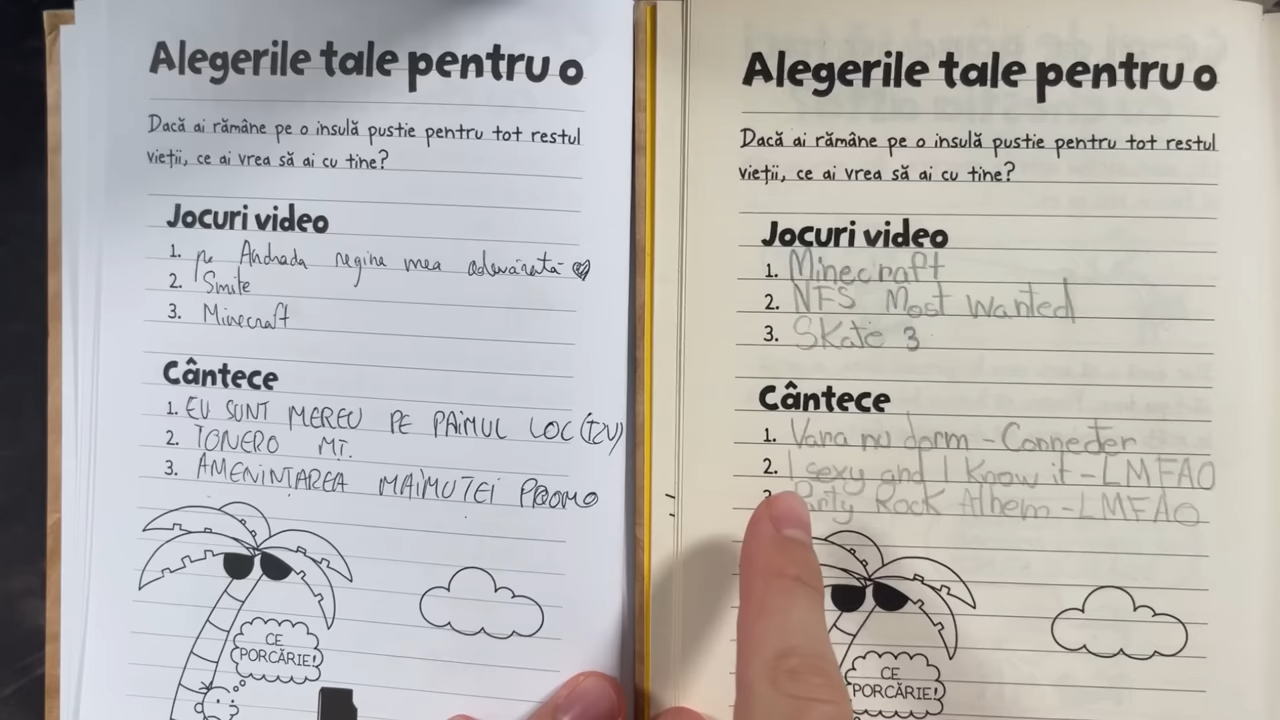 Alegerile tale pentru o
Dacă ai rămâne pe o insulă pustie pentru tot restul
vieții, ce ai vrea să ai cu tine?
Jocuri video
1. pe Andrada regina mea adevărată
2. Smite
3. Minecraft
Cântece
1. EU SUNT MEREU PE PAIMUL LOC (IZV)
2. TONERO MT.
3. AMENINȚAREA MAIMUȚEI PROMO
CE
PORCĂRIE!
Alegerile tale pentru o
Dacă ai rămâne pe o insulă pustie pentru tot restul
vieții, ce ai vrea să ai cu tine?
Jocuri video
1. Minecraft
2. NFS Most Wanted
3. Skate 3
Cântece
1. Vara nu dorm - Connecter
2. I sexy and I Know it - LMFAO
Rock Athem - LMFAO
CE
PORCĂRIE!